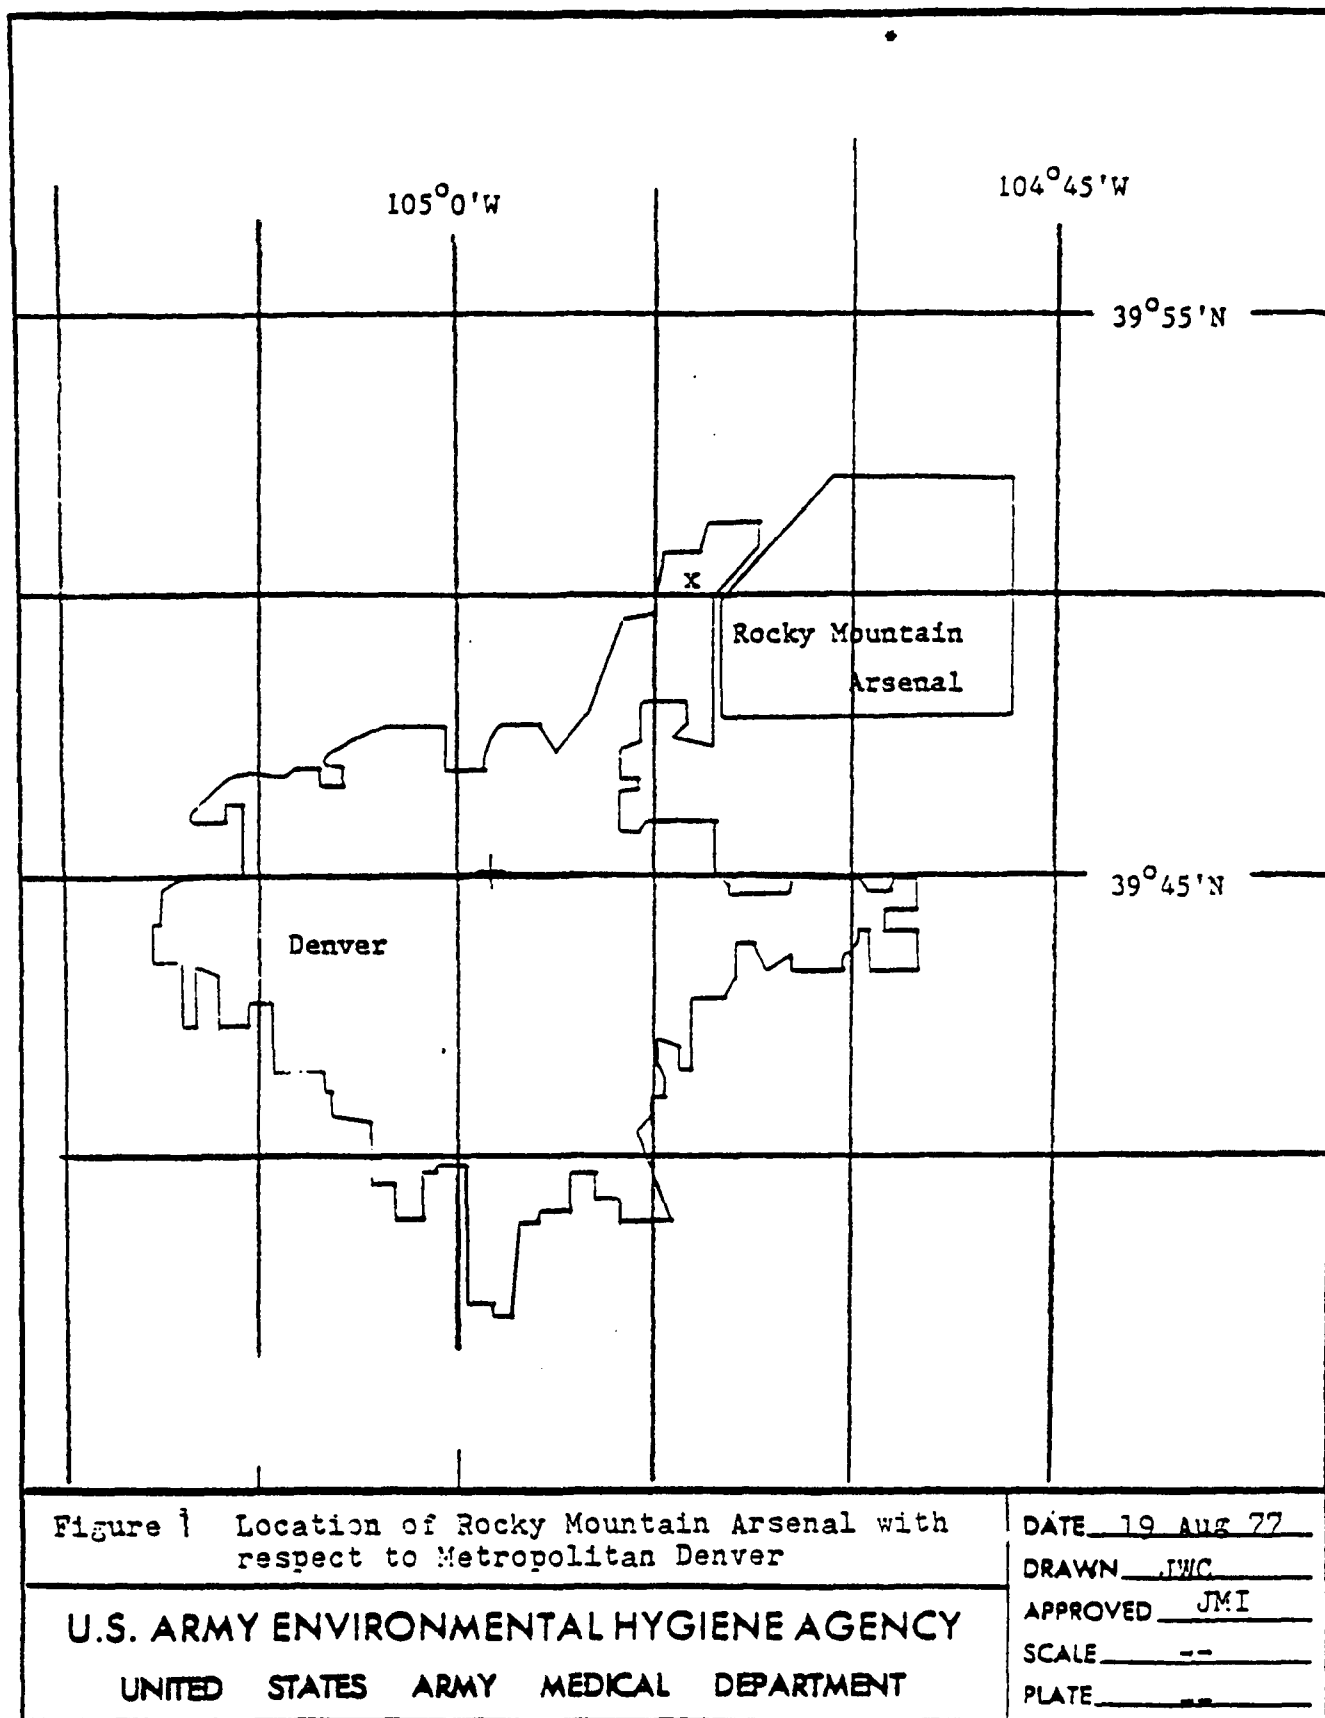 105°0'W
104°45'W
39°55'N
x
Rocky Mountain
Arsenal
39°45'N
Denver
Figure 1 Location of Rocky Mountain Arsenal with
respect to Metropolitan Denver
DATE 19 Aug 77
DRAWN JWC
APPROVED JMI
SCALE --
PLATE --
U.S. ARMY ENVIRONMENTAL HYGIENE AGENCY
UNITED STATES ARMY MEDICAL DEPARTMENT